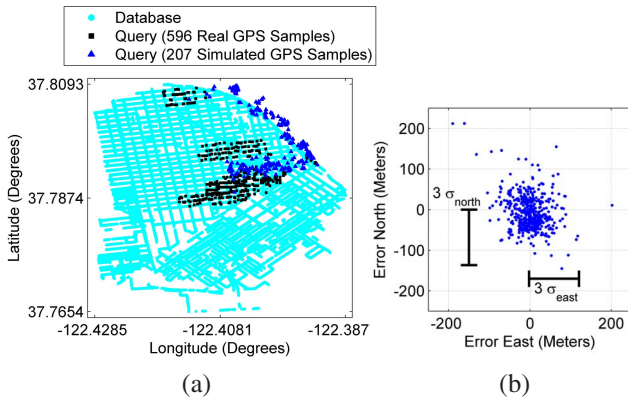 Database
Query (596 Real GPS Samples)
Query (207 Simulated GPS Samples)
37.8093
37.7874
37.7654
Latitude (Degrees)
-122.4285
-122.4081
-122.387
Longitude (Degrees)
(a)
200
100
0
-100
-200
Error North (Meters)
3 σnorth
3 σeast
-200
0
200
Error East (Meters)
(b)